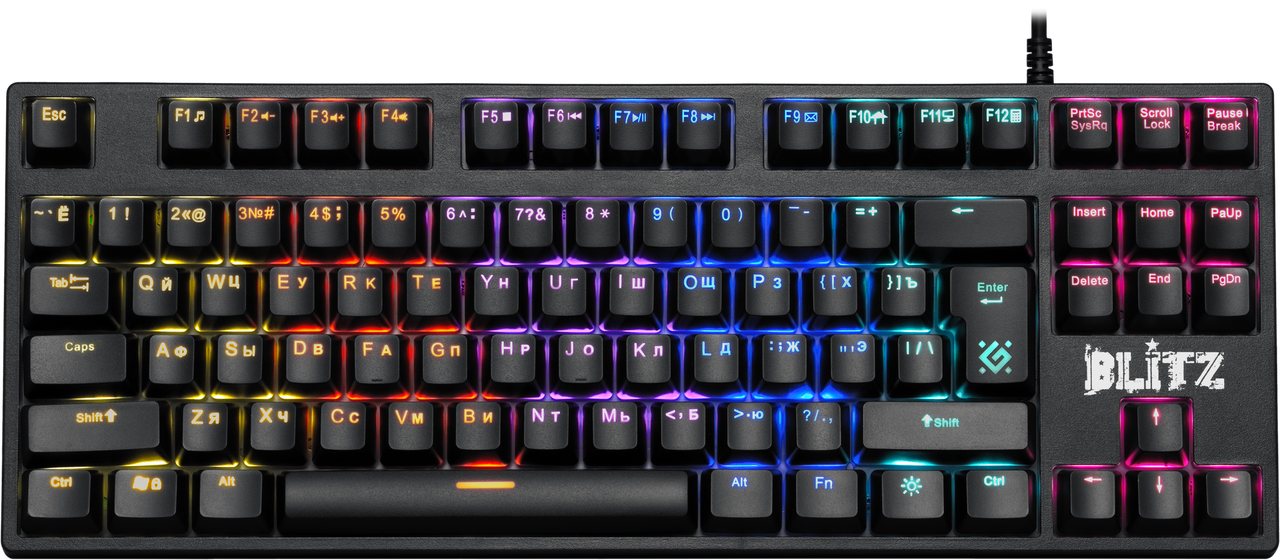 Esc F1 F2 F3 F4 F5 F6 F7 F8 F9 F10 F11 F12 PrtSc SysRq Scroll Lock Pause Break
~ ` Ё 1 ! 2 « @ 3 № # 4 $ ; 5 % 6 ^ : 7 ? & 8 * 9 ( 0 ) _ - = + Insert Home PaUp
Tab Q Й W Ц E У R К T Е Y Н U Г I Ш O Щ P З { [ Х } ] Ъ Enter Delete End PgDn
Caps A Ф S Ы D В F А G П H Р J О K Л L Д : ; Ж " ' Э | / \
BLiTZ
Shift Z Я X Ч C С V М B И N Т M Ь < , Б > . Ю ? / . , Shift
Ctrl Alt Alt Fn Ctrl